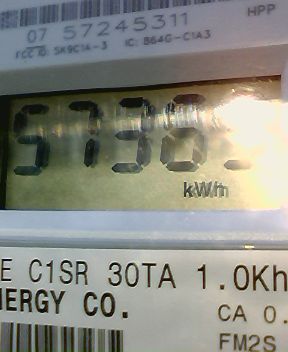 HPP
07 57245311
FCC ID: SK9C1A-3 IC: 864G-C1A3
5738
kWh
E C1SR 30TA 1.0Kh
NERGY CO.
CA 0.
FM2S